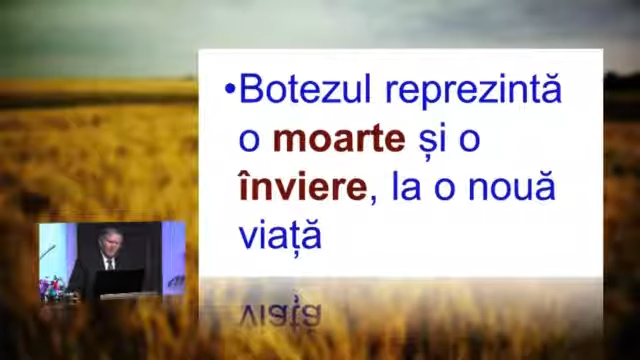 •Botezul reprezintă
o moarte și o
înviere, la o nouă
viață